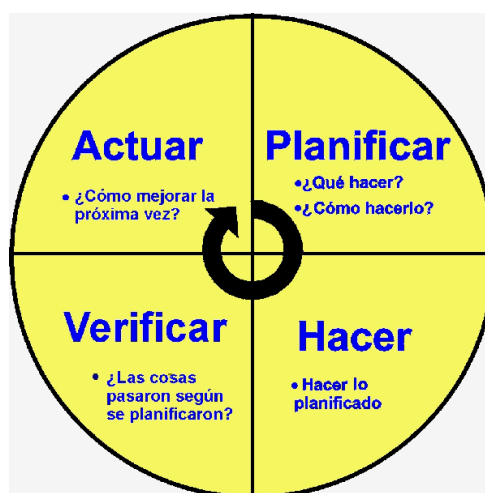 Actuar
• ¿Cómo mejorar la
próxima vez?
Planificar
•¿Qué hacer?
•¿Cómo hacerlo?
Verificar
• ¿Las cosas
pasaron según
se planificaron?
Hacer
• Hacer lo
planificado